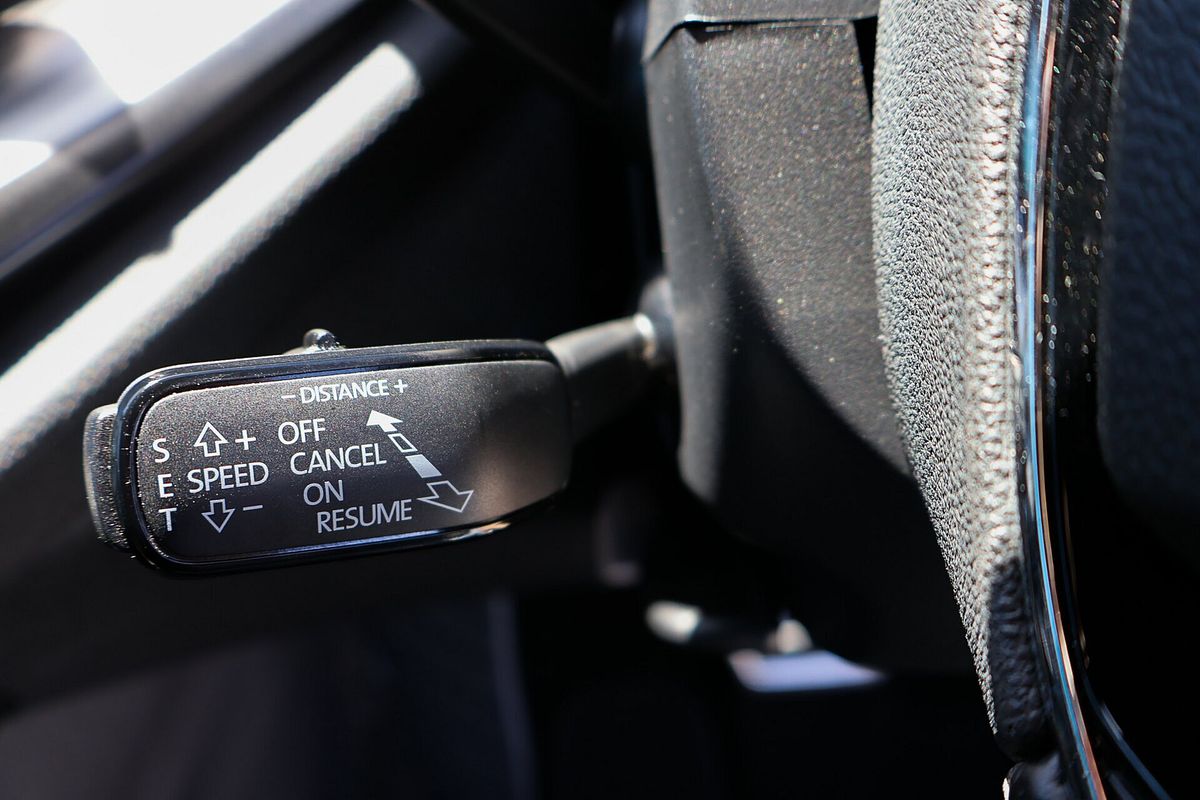 − DISTANCE +
S
E
T
+
SPEED
−
OFF
CANCEL
ON
RESUME